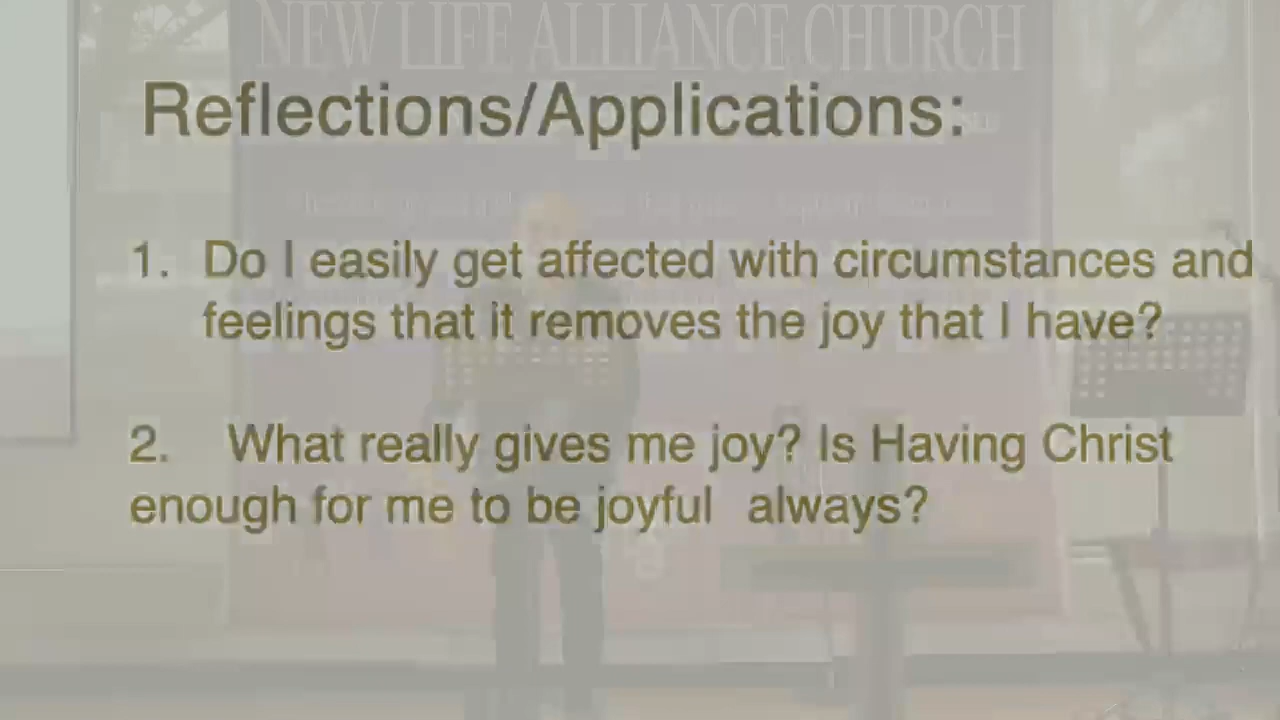 NEW LIFE ALLIANCE CHURCH
Reflections/Applications:
1. Do I easily get affected with circumstances and
feelings that it removes the joy that I have?
2. What really gives me joy? Is Having Christ
enough for me to be joyful always?